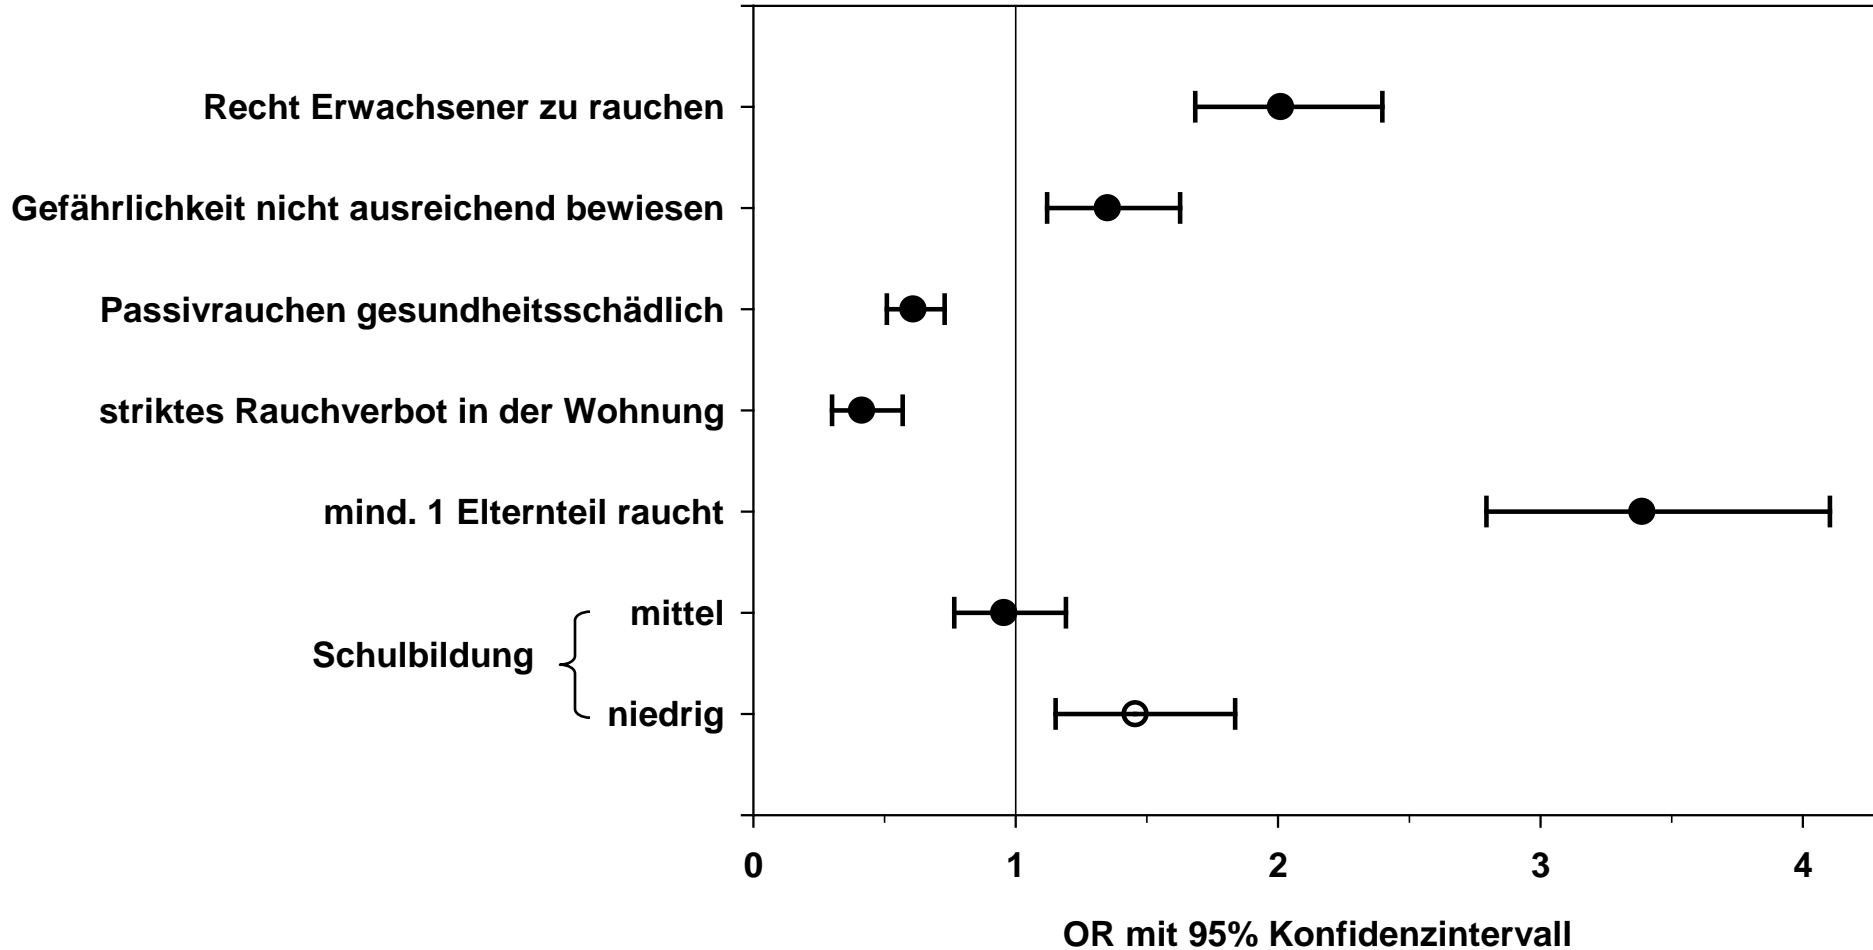 Recht Erwachsener zu rauchen
Gefährlichkeit nicht ausreichend bewiesen
Passivrauchen gesundheitsschädlich
striktes Rauchverbot in der Wohnung
mind. 1 Elternteil raucht
mittel
Schulbildung
niedrig
0 1 2 3 4
OR mit 95% Konfidenzintervall